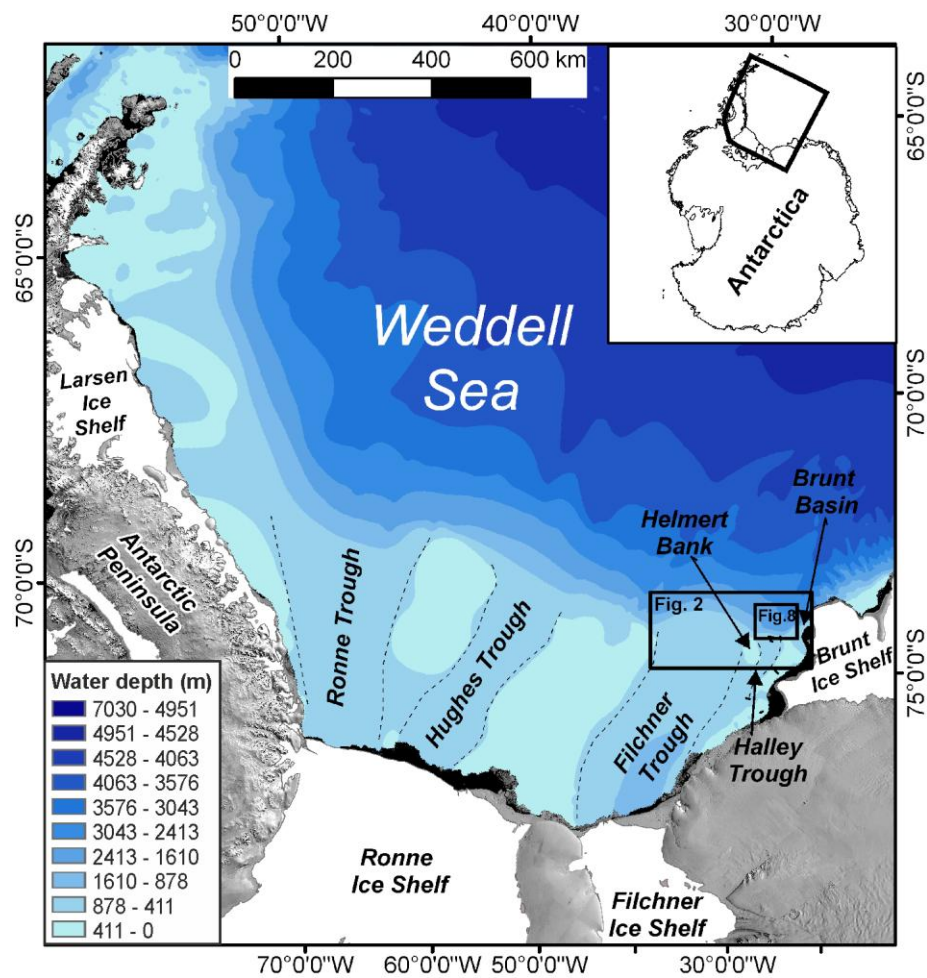 50°0'0"W
40°0'0"W
30°0'0"W
0
200
400
600 km
65°0'0"S
65°0'0"S
Antarctica
Weddell
Sea
Larsen
Ice
Shelf
70°0'0"S
Brunt
Basin
Helmert
Bank
Antarctic
Peninsula
70°0'0"S
Ronne Trough
Hughes Trough
Fig. 2
Fig.8
Brunt
Ice Shelf
75°0'0"S
Filchner
Trough
Halley
Trough
Water depth (m)
7030 - 4951
4951 - 4528
4528 - 4063
4063 - 3576
3576 - 3043
3043 - 2413
2413 - 1610
1610 - 878
878 - 411
411 - 0
Ronne
Ice Shelf
Filchner
Ice Shelf
70°0'0"W
60°0'0"W
50°0'0"W
40°0'0"W
30°0'0"W